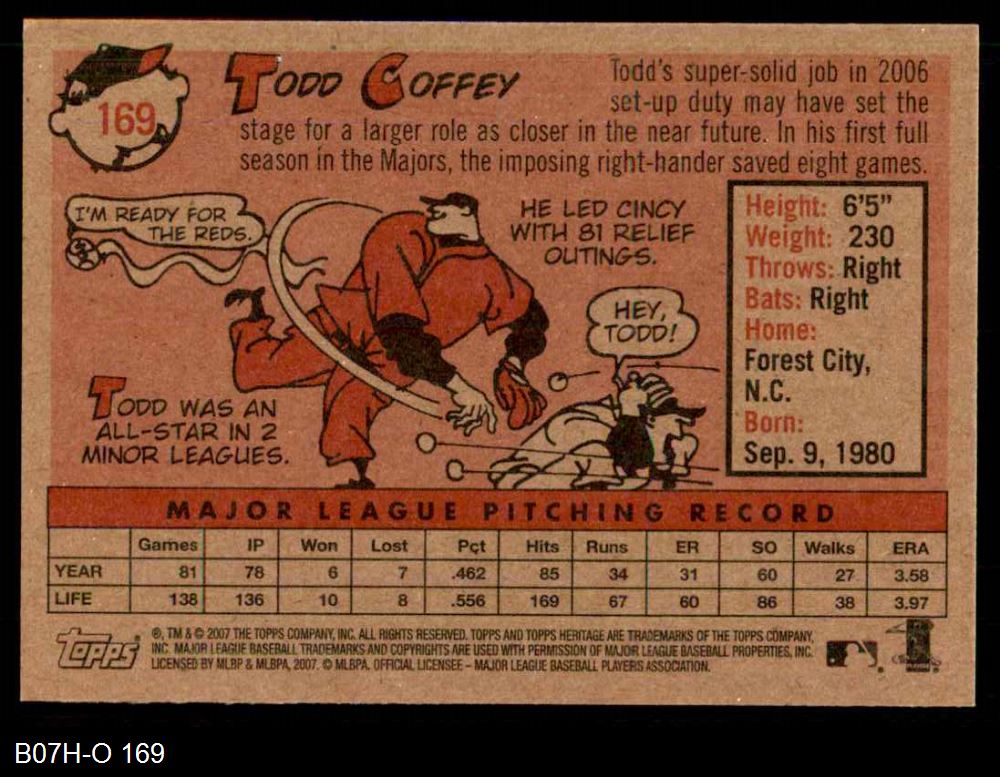 169
TODD COFFEY
Todd's super-solid job in 2006
set-up duty may have set the
stage for a larger role as closer in the near future. In his first full
season in the Majors, the imposing right-hander saved eight games.
I'M READY FOR
THE REDS.
HE LED CINCY
WITH 81 RELIEF
OUTINGS.
HEY,
TODD!
TODD WAS AN
ALL-STAR IN 2
MINOR LEAGUES.
Height: 6'5"
Weight: 230
Throws: Right
Bats: Right
Home:
Forest City,
N.C.
Born:
Sep. 9, 1980
MAJOR LEAGUE PITCHING RECORD
Games IP Won Lost Pct Hits Runs ER SO Walks ERA
YEAR 81 78 6 7 .462 85 34 31 60 27 3.58
LIFE 138 136 10 8 .556 169 67 60 86 38 3.97
Topps
®, TM & © 2007 THE TOPPS COMPANY, INC. ALL RIGHTS RESERVED. TOPPS AND TOPPS HERITAGE ARE TRADEMARKS OF THE TOPPS COMPANY,
INC. MAJOR LEAGUE BASEBALL TRADEMARKS AND COPYRIGHTS ARE USED WITH PERMISSION OF MAJOR LEAGUE BASEBALL PROPERTIES, INC.
LICENSED BY MLBP & MLBPA, 2007. © MLBPA. OFFICIAL LICENSEE – MAJOR LEAGUE BASEBALL PLAYERS ASSOCIATION.
B07H-O 169